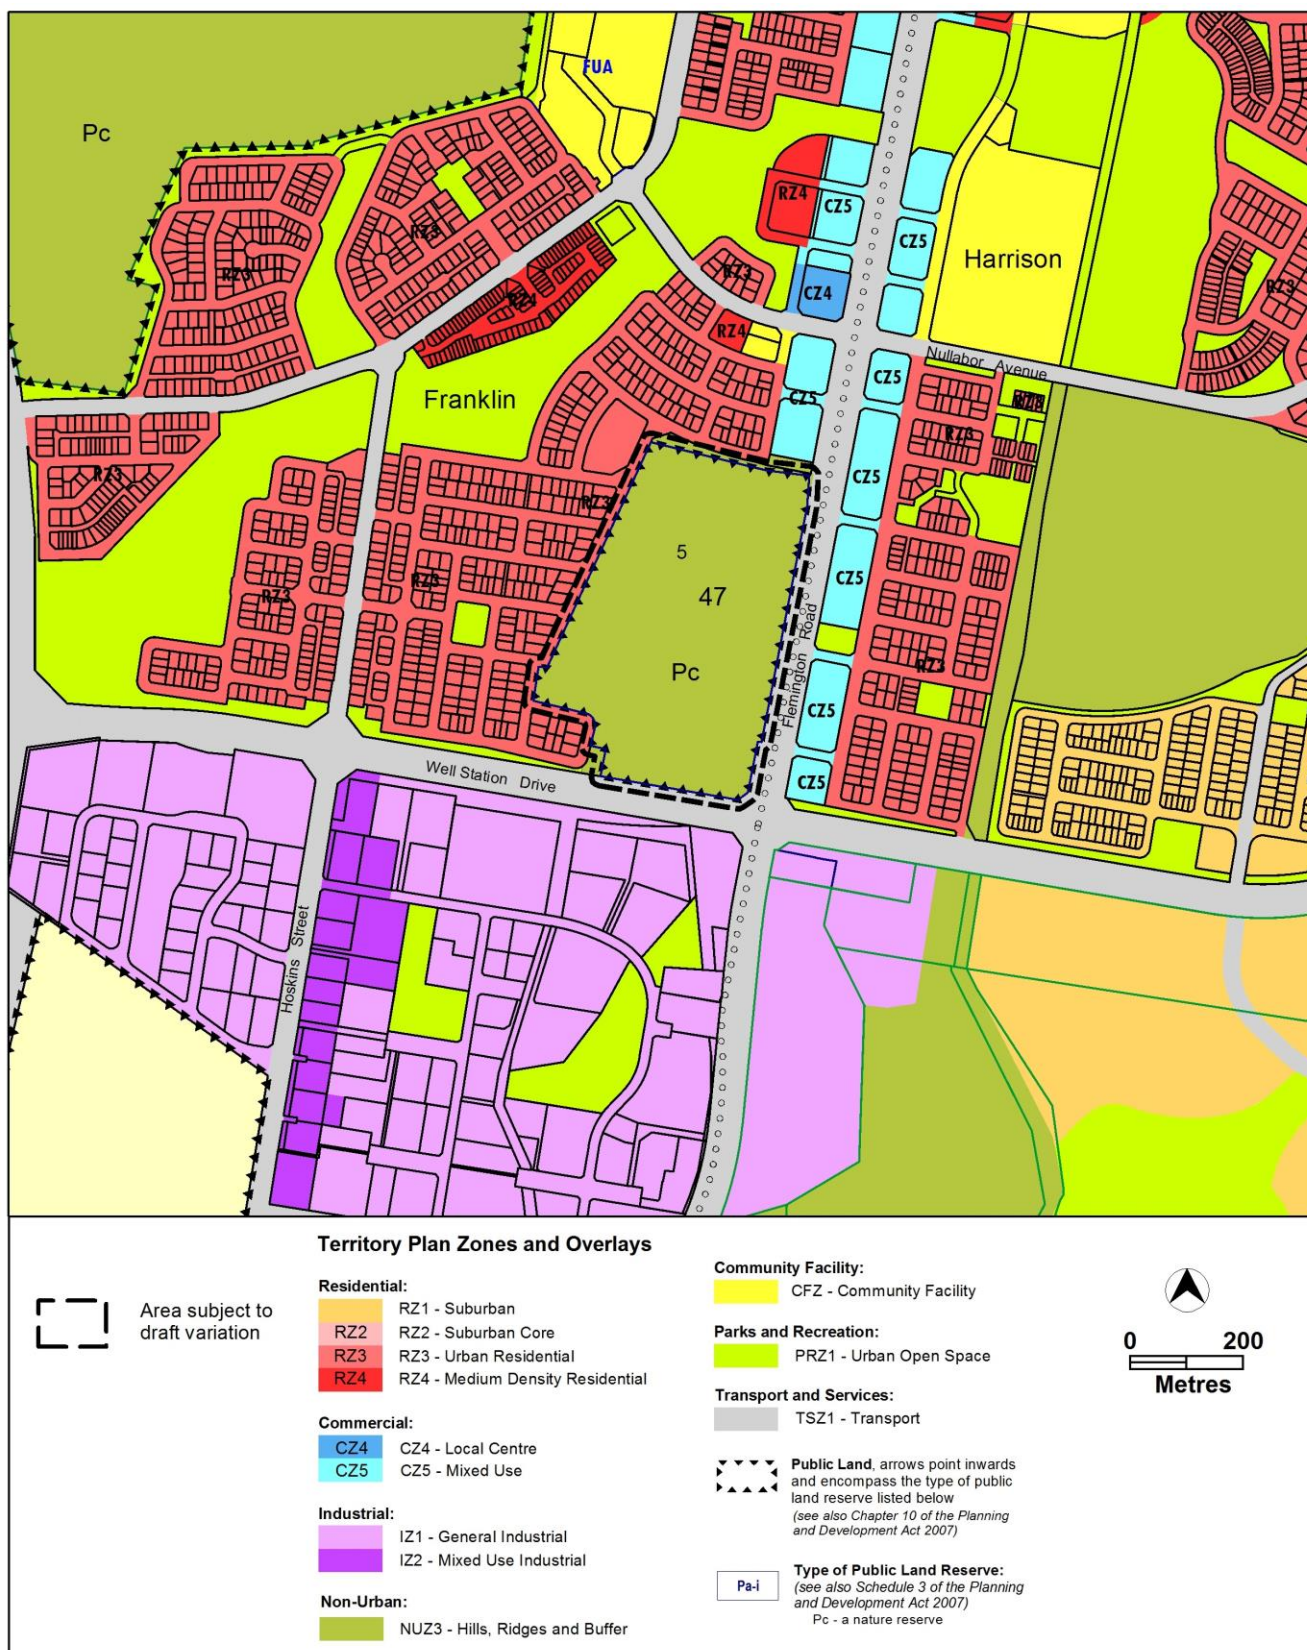 FUA
Pc
RZ4
CZ5
RZ3
CZ5
Harrison
RZ3
RZ3
RZ3
CZ4
RZ3
RZ4
RZ4
Nullabor Avenue
CZ5
Franklin
CZ5
RZ3
RZ3
RZ3
CZ5
RZ3
5
47
CZ5
RZ3
RZ3
Flemington Road
Pc
RZ3
CZ5
CZ5
Well Station Drive
Hoskins Street
Territory Plan Zones and Overlays
Area subject to
draft variation
Residential:
RZ1 - Suburban
RZ2 RZ2 - Suburban Core
RZ3 RZ3 - Urban Residential
RZ4 RZ4 - Medium Density Residential
Commercial:
CZ4 CZ4 - Local Centre
CZ5 CZ5 - Mixed Use
Industrial:
IZ1 - General Industrial
IZ2 - Mixed Use Industrial
Non-Urban:
NUZ3 - Hills, Ridges and Buffer
Community Facility:
CFZ - Community Facility
Parks and Recreation:
PRZ1 - Urban Open Space
Transport and Services:
TSZ1 - Transport
Public Land, arrows point inwards
and encompass the type of public
land reserve listed below
(see also Chapter 10 of the Planning
and Development Act 2007)
Type of Public Land Reserve:
Pa-i (see also Schedule 3 of the Planning
and Development Act 2007)
Pc - a nature reserve
0 200
Metres